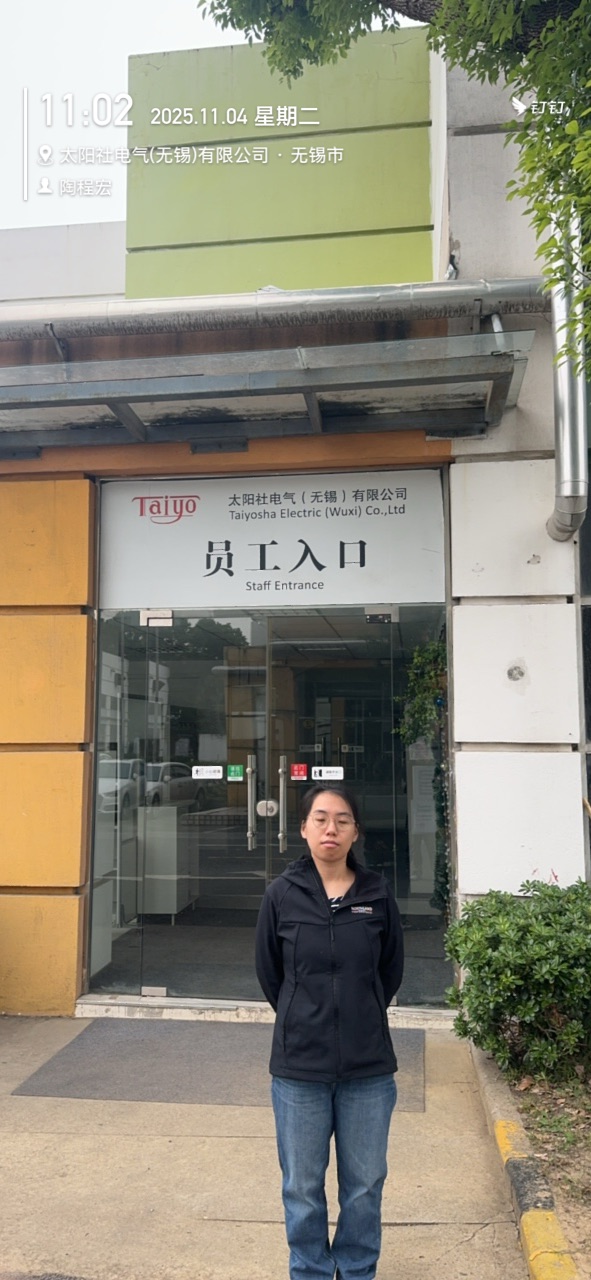 11:02 2025.11.04 星期二
钉钉
太阳社电气(无锡)有限公司 · 无锡市
陶程宏
Taiyo
太阳社电气（无锡）有限公司
Taiyosha Electric (Wuxi) Co.,Ltd
员工入口
Staff Entrance